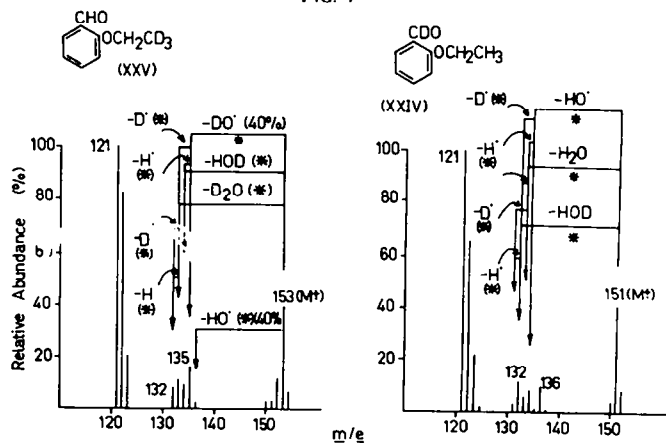 CHO
OCH2CD3
(XXV)
-D˙ (*)
-DO˙ (40%)
*
-H˙
(*)
-HOD (*)
-D2O (*)
-D˙
(*)
-H
(*)
153(M+)
-HO˙ (*)40%
135
132
121
100
80
40
20
Relative Abundance (%)
120
130
140
150
CDO
OCH2CH3
(XXIV)
-D˙ (*)
-HO˙
*
-H˙
(*)
-H2O
*
-D˙
(*)
-HOD
*
-H˙
(*)
151(M+)
132
136
121
100
80
60
40
20
120
130
140
150
m/e